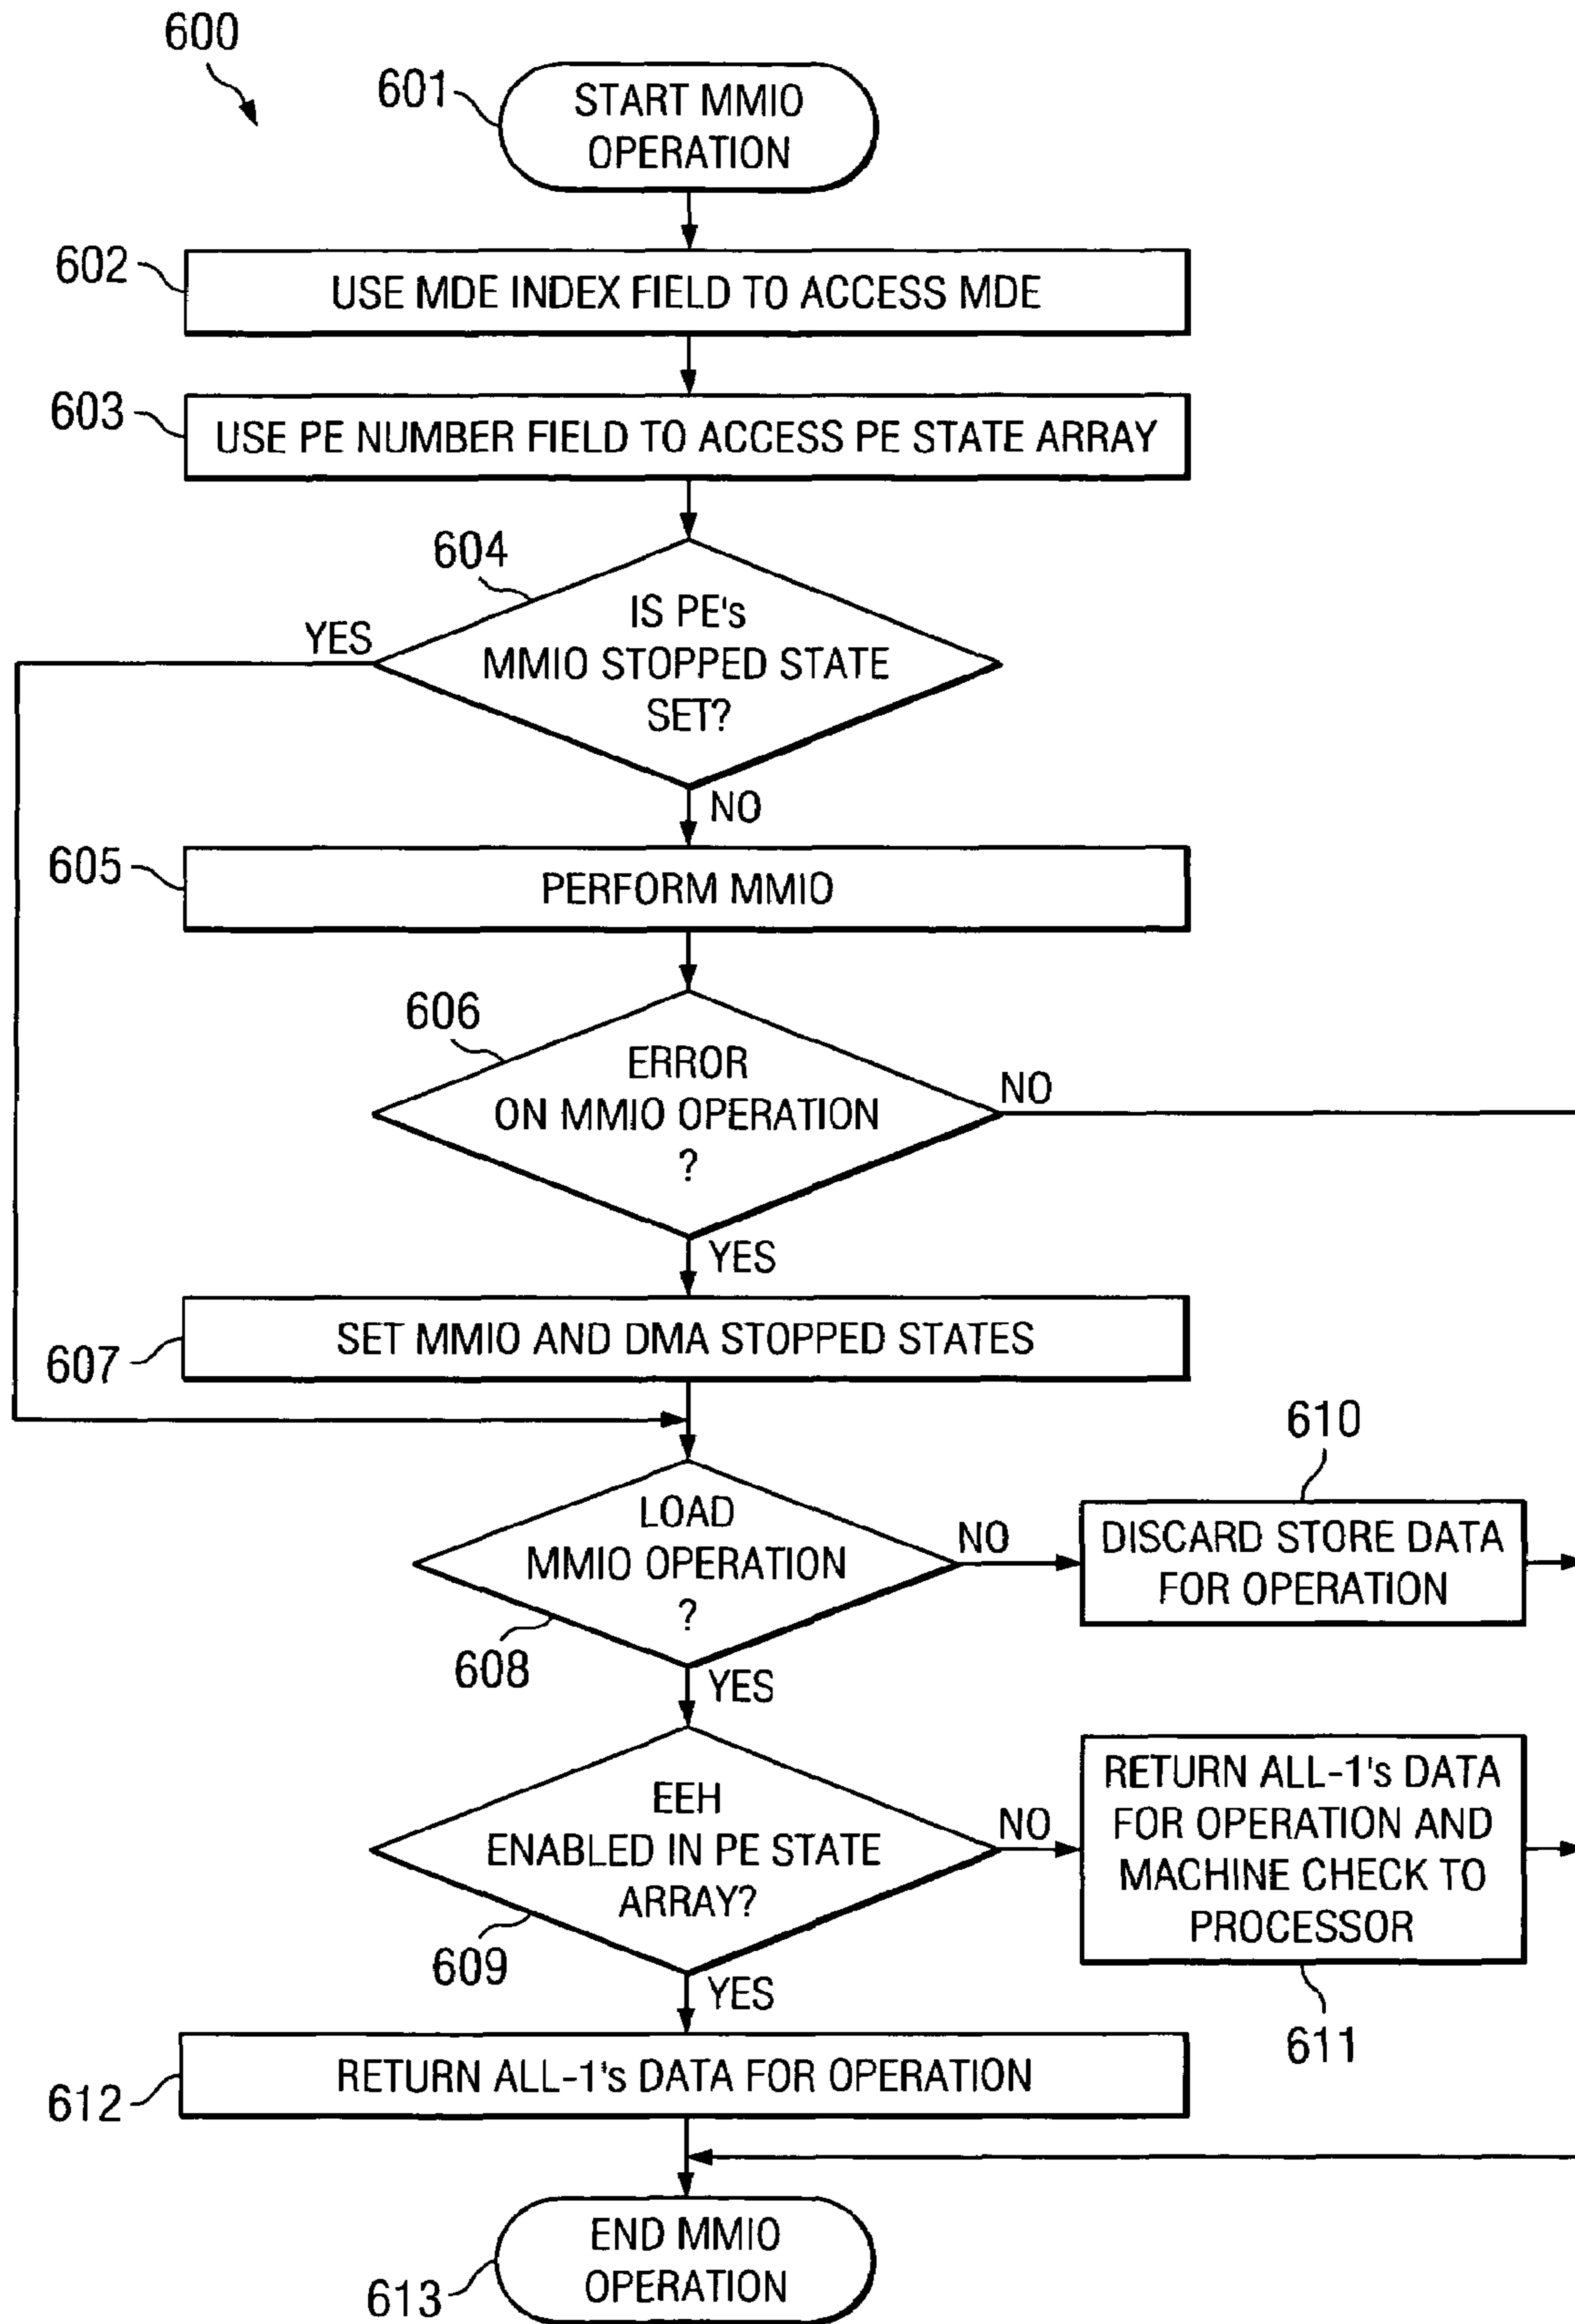 600
601
START MMIO
OPERATION
602
USE MDE INDEX FIELD TO ACCESS MDE
603
USE PE NUMBER FIELD TO ACCESS PE STATE ARRAY
604
IS PE's
MMIO STOPPED STATE
SET?
YES
NO
605
PERFORM MMIO
606
ERROR
ON MMIO OPERATION
?
NO
YES
607
SET MMIO AND DMA STOPPED STATES
608
LOAD
MMIO OPERATION
?
NO
YES
610
DISCARD STORE DATA
FOR OPERATION
609
EEH
ENABLED IN PE STATE
ARRAY?
NO
YES
RETURN ALL-1's DATA
FOR OPERATION AND
MACHINE CHECK TO
PROCESSOR
611
612
RETURN ALL-1's DATA FOR OPERATION
613
END MMIO
OPERATION